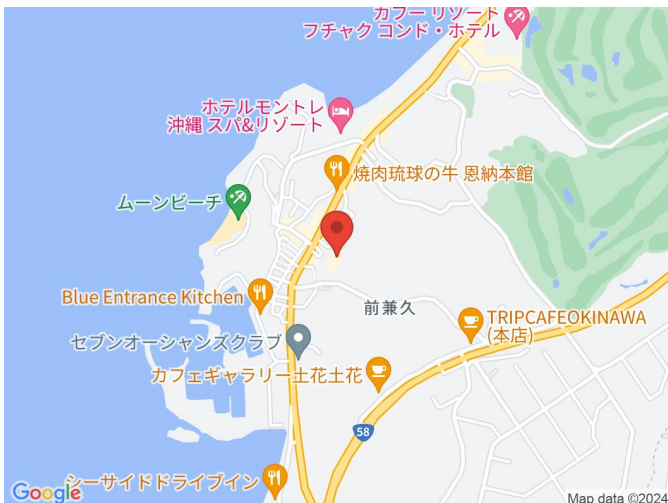 カフー リゾート
フチャク コンド・ホテル
ホテルモントレ
沖縄 スパ&リゾート
焼肉琉球の牛 恩納本館
ムーンビーチ
Blue Entrance Kitchen
前兼久
TRIPCAFEOKINAWA
(本店)
セブンオーシャンズクラブ
カフェギャラリー土花土花
58
シーサイドドライブイン
Google
Map data ©2024